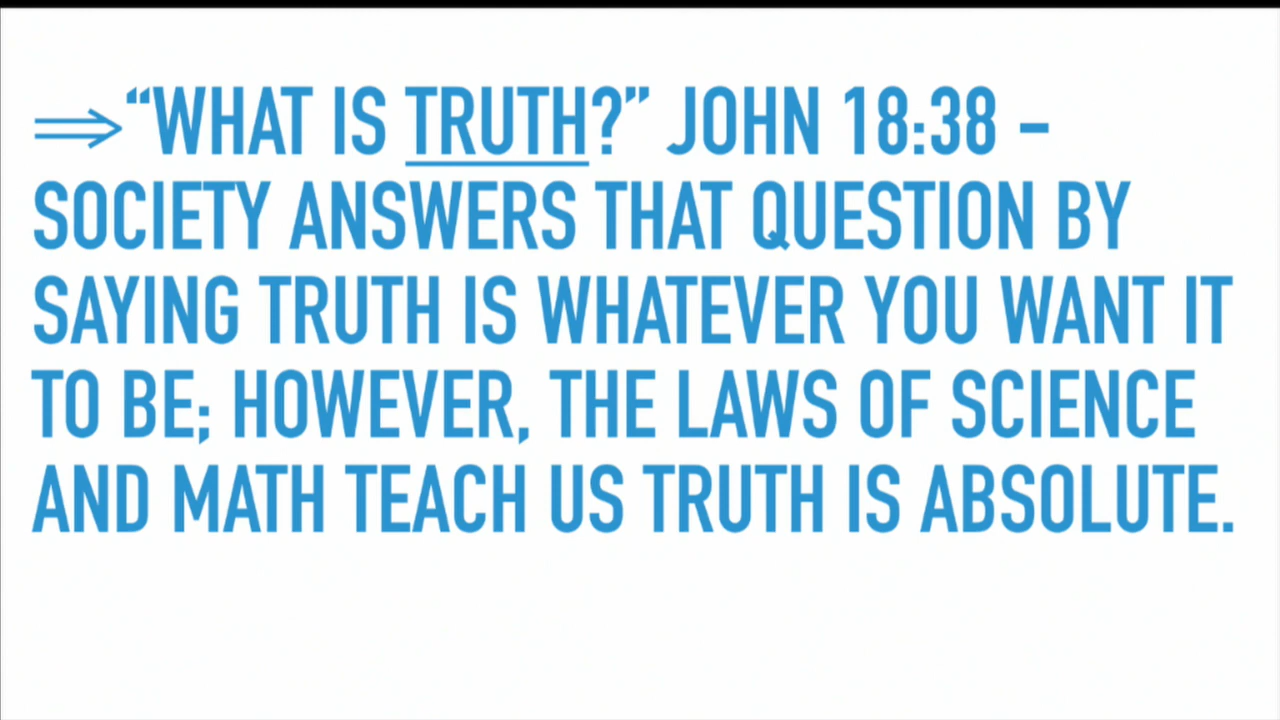 ⇒“WHAT IS TRUTH?” JOHN 18:38 –
SOCIETY ANSWERS THAT QUESTION BY
SAYING TRUTH IS WHATEVER YOU WANT IT
TO BE; HOWEVER, THE LAWS OF SCIENCE
AND MATH TEACH US TRUTH IS ABSOLUTE.